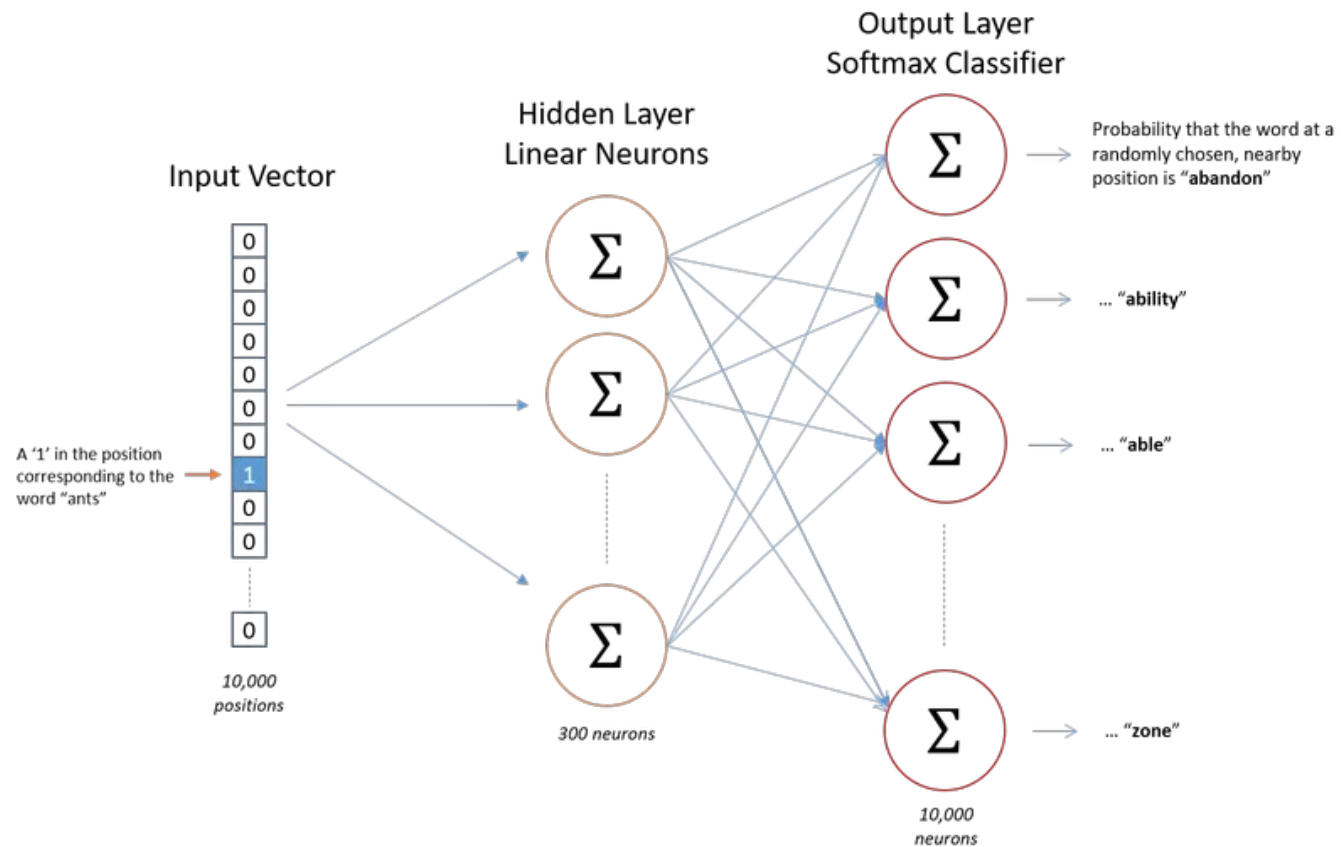 Output Layer
Softmax Classifier
Hidden Layer
Linear Neurons
Input Vector
0
0
0
0
0
0
0
1
0
0
0
A ‘1’ in the position
corresponding to the
word “ants”
10,000
positions
Σ
Σ
Σ
300 neurons
Σ
Σ
Σ
Σ
10,000
neurons
Probability that the word at a
randomly chosen, nearby
position is “abandon”
... “ability”
... “able”
... “zone”